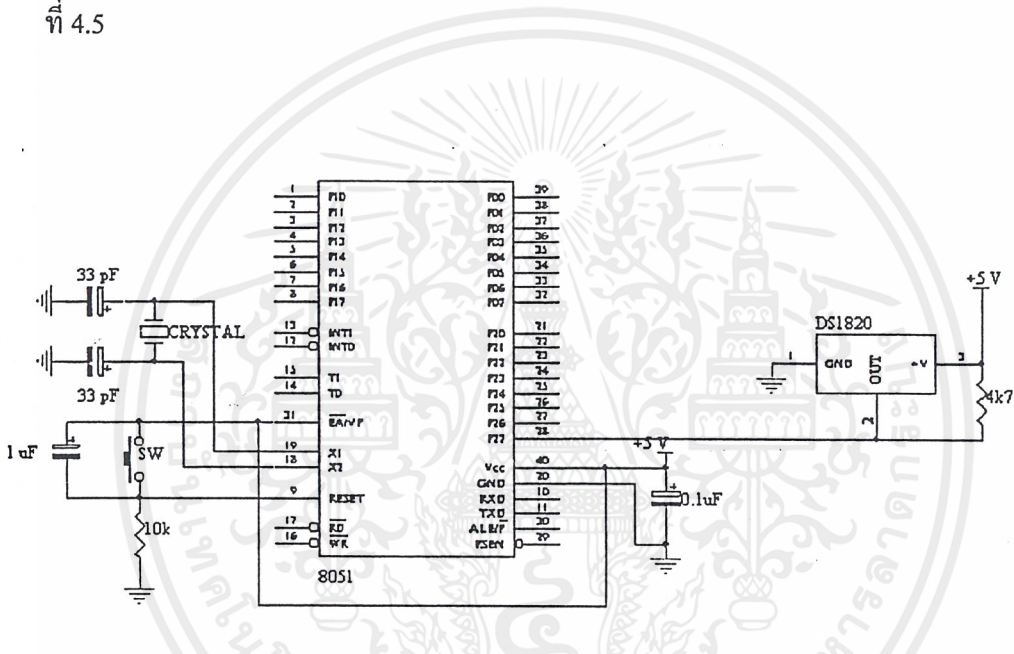 ที่ 4.5
33 pF
CRYSTAL
33 pF
1 uF
SW
10k
1
2
3
4
5
6
7
8
13
12
15
14
31
19
18
9
17
16
P10
P11
P12
P13
P14
P15
P16
P17
INT1
INT0
T1
T0
EA/VP
X1
X2
RESET
RD
WR
P00
P01
P02
P03
P04
P05
P06
P07
P20
P21
P22
P23
P24
P25
P26
P27
Vcc
GND
RXD
TXD
ALE/P
PSEN
39
38
37
36
35
34
33
32
21
22
23
24
25
26
27
28
40
20
10
11
30
29
8051
+5 V
0.1uF
DS1820
1
GND
OUT
+V
3
2
+5 V
4k7